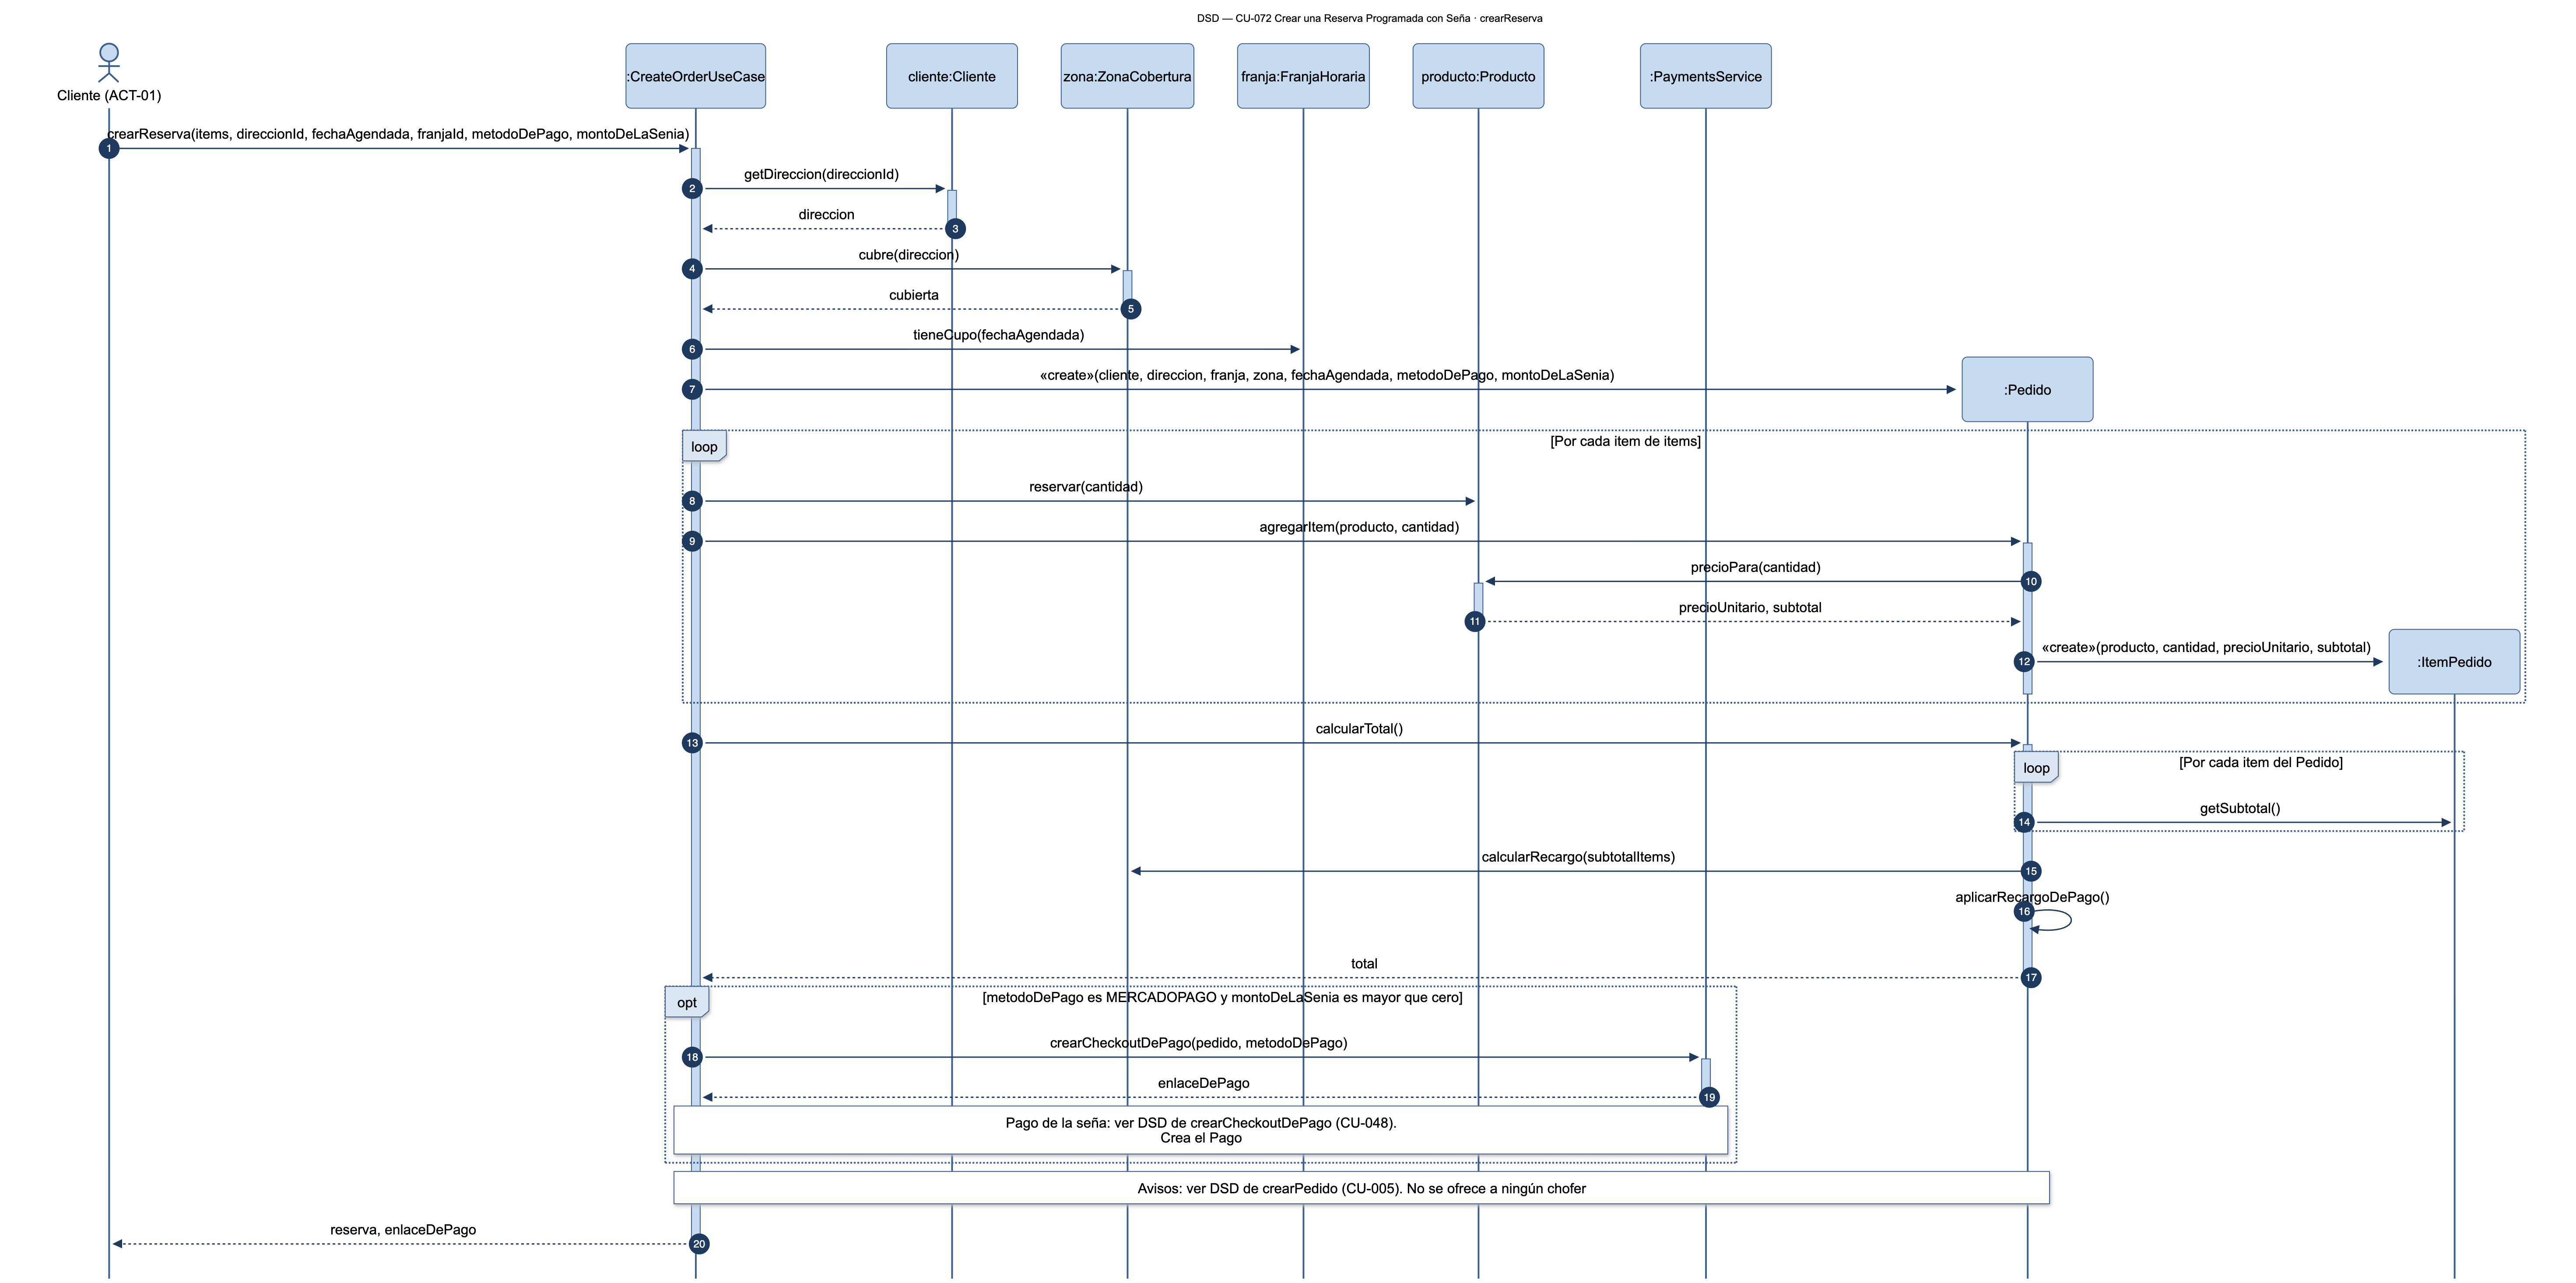 DSD — CU-072 Crear una Reserva Programada con Seña · crearReserva
Cliente (ACT-01)
:CreateOrderUseCase
cliente:Cliente
zona:ZonaCobertura
franja:FranjaHoraria
producto:Producto
:PaymentsService
crearReserva(items, direccionId, fechaAgendada, franjaId, metodoDePago, montoDeLaSenia)
1
getDireccion(direccionId)
2
direccion
3
cubre(direccion)
4
cubierta
5
tieneCupo(fechaAgendada)
6
«create»(cliente, direccion, franja, zona, fechaAgendada, metodoDePago, montoDeLaSenia)
7
:Pedido
loop
[Por cada item de items]
reservar(cantidad)
8
agregarItem(producto, cantidad)
9
precioPara(cantidad)
10
precioUnitario, subtotal
11
«create»(producto, cantidad, precioUnitario, subtotal)
12
:ItemPedido
calcularTotal()
13
loop
[Por cada item del Pedido]
getSubtotal()
14
calcularRecargo(subtotalItems)
15
aplicarRecargoDePago()
16
total
17
opt
[metodoDePago es MERCADOPAGO y montoDeLaSenia es mayor que cero]
crearCheckoutDePago(pedido, metodoDePago)
18
enlaceDePago
19
Pago de la seña: ver DSD de crearCheckoutDePago (CU-048).
Crea el Pago
Avisos: ver DSD de crearPedido (CU-005). No se ofrece a ningún chofer
reserva, enlaceDePago
20